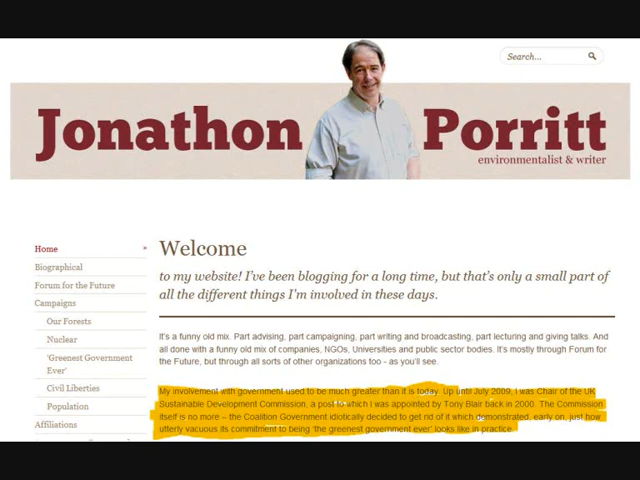 Search...
Jonathon Porritt
environmentalist & writer
Home »
Biographical
Forum for the Future
Campaigns
Our Forests
Nuclear
'Greenest Government
Ever'
Civil Liberties
Population
Affiliations
Welcome
to my website! I've been blogging for a long time, but that's only a small part of
all the different things I'm involved in these days.
It's a funny old mix. Part advising, part campaigning, part writing and broadcasting, part lecturing and giving talks. And
all done with a funny old mix of companies, NGOs, Universities and public sector bodies. It's mostly through Forum for
the Future, but through all sorts of other organizations too - as you'll see.
My involvement with government used to be much greater than it is today. Up until July 2009, I was Chair of the UK
Sustainable Development Commission, a post to which I was appointed by Tony Blair back in 2000. The Commission
itself is no more – the Coalition Government idiotically decided to get rid of it which demonstrated, early on, just how
utterly vacuous its commitment to being 'the greenest government ever' looks like in practice.